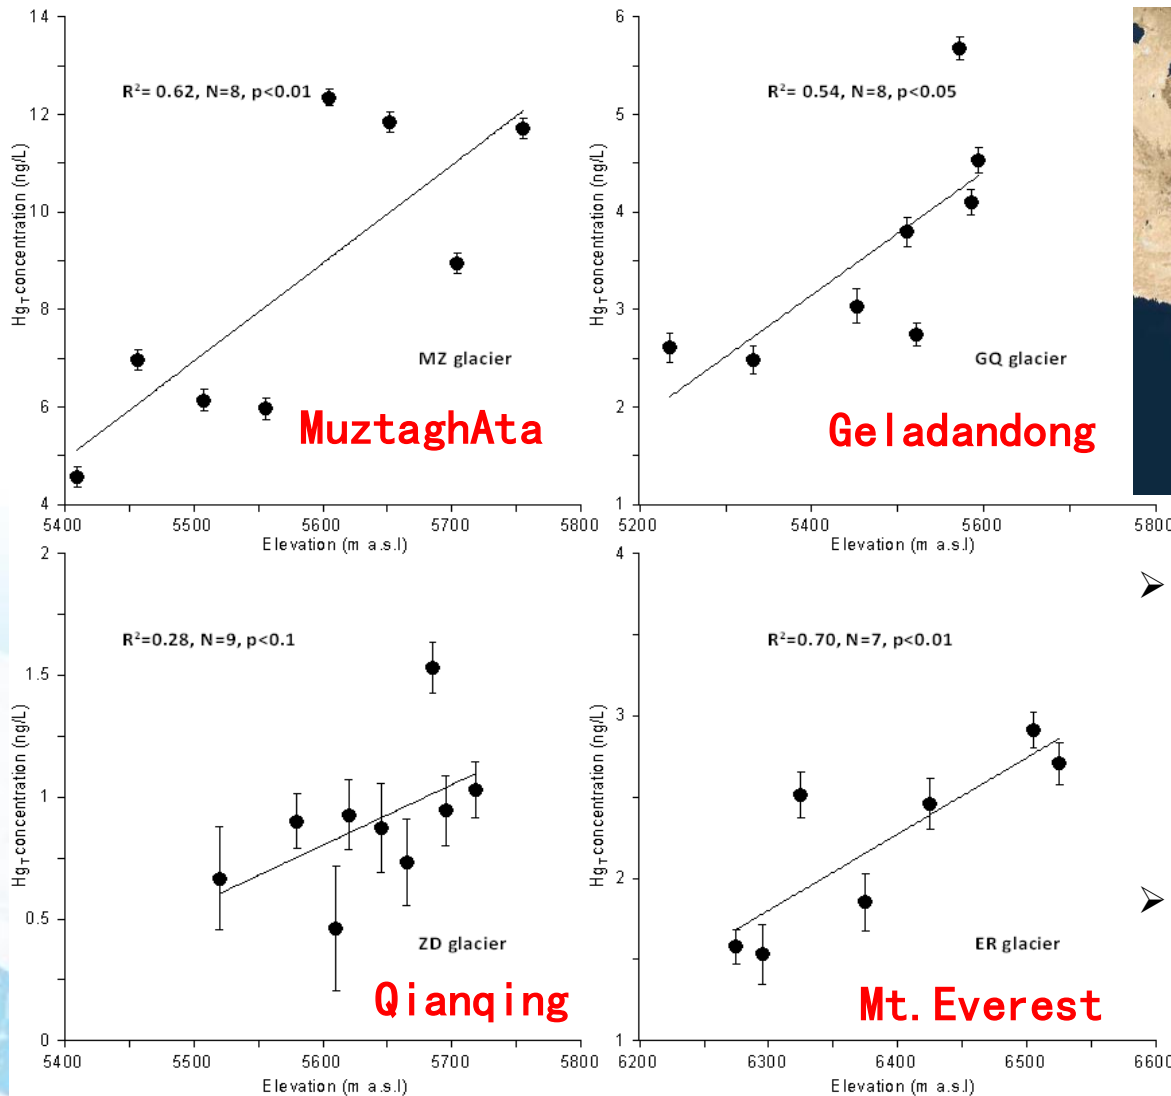 14
12
10
8
6
4
Hg_T concentration (ng/L)
R²= 0.62, N=8, p<0.01
MZ glacier
MuztaghAta
5400
5500
5600
5700
5800
Elevation (m a.s.l)
6
5
4
3
2
1
Hg_T concentration (ng/L)
R²= 0.54, N=8, p<0.05
GQ glacier
Geladandong
5200
5400
5600
5800
Elevation (m a.s.l)
2
1.5
1
0.5
0
Hg_T concentration (ng/L)
R²=0.28, N=9, p<0.1
ZD glacier
Qianqing
5400
5500
5600
5700
5800
Elevation (m a.s.l)
4
3
2
1
Hg_T concentration (ng/L)
R²=0.70, N=7, p<0.01
ER glacier
Mt. Everest
6200
6300
6400
6500
6600
Elevation (m a.s.l)